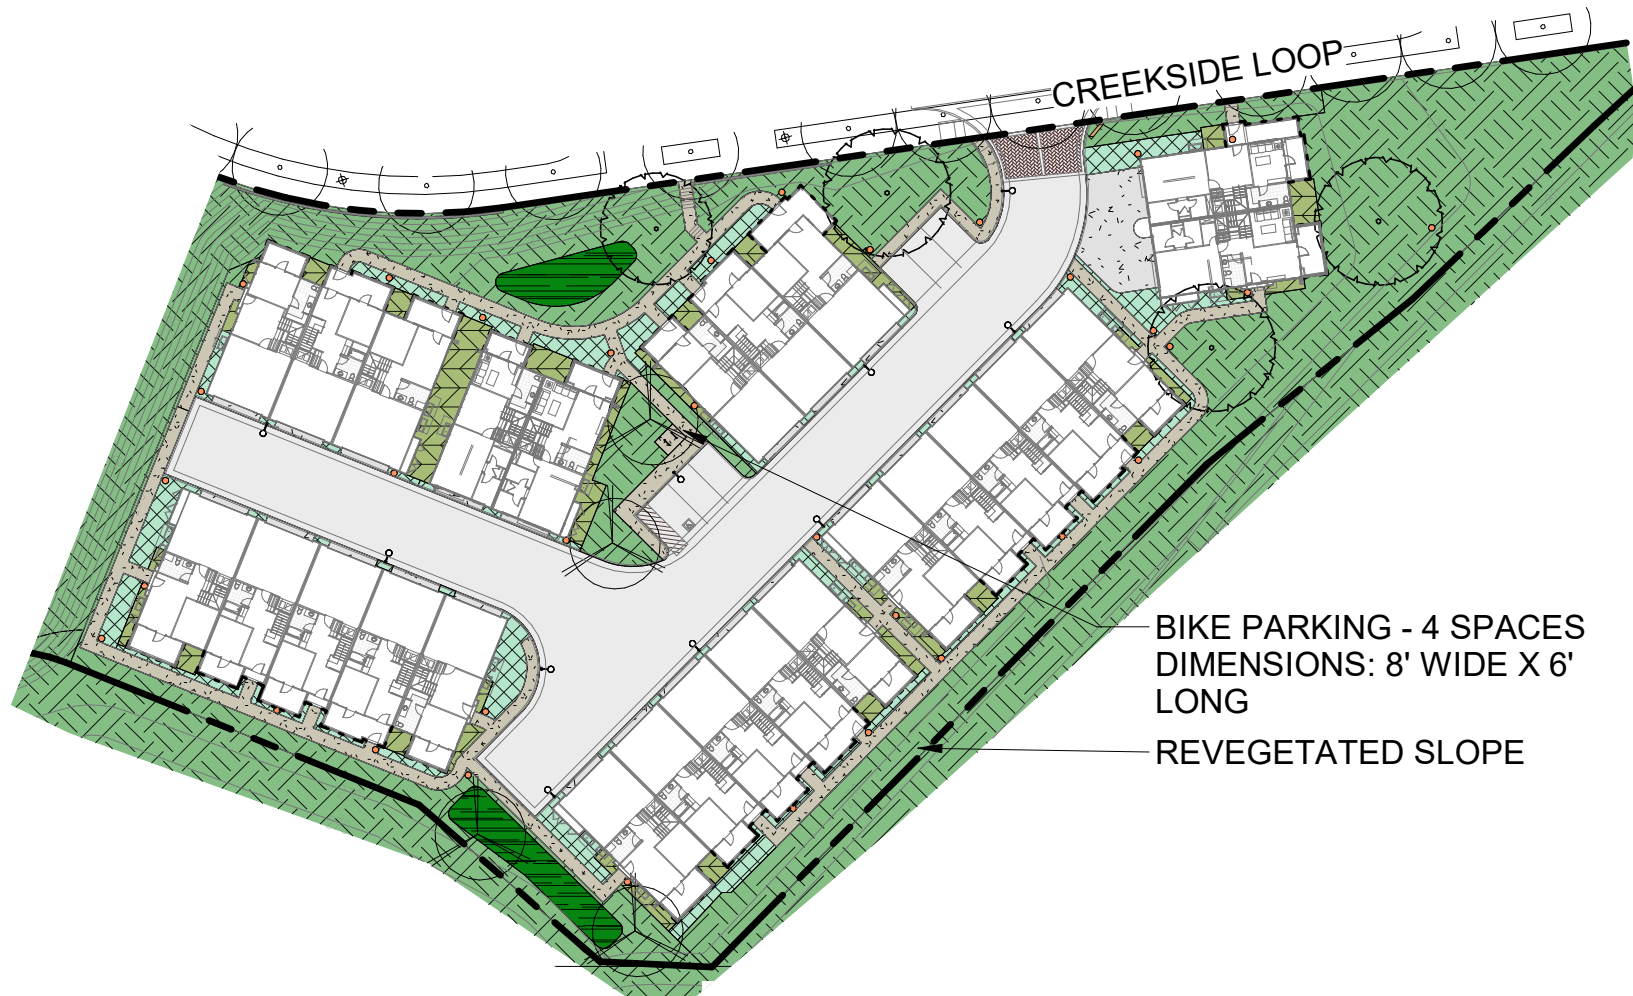 CREEKSIDE LOOP
BIKE PARKING - 4 SPACES
DIMENSIONS: 8' WIDE X 6'
LONG
REVEGETATED SLOPE